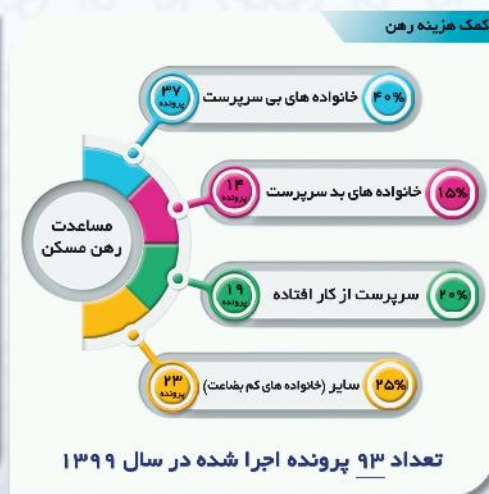 کمک هزینه رهن
۴۰% خانواده های بی سرپرست ۳۷ پرونده
۱۵% خانواده های بد سرپرست ۱۴ پرونده
مساعدت
رهن مسکن
۲۰% سرپرست از کار افتاده ۱۹ پرونده
۲۵% سایر (خانواده های کم بضاعت) ۲۳ پرونده
تعداد ۹۳ پرونده اجرا شده در سال ۱۳۹۹